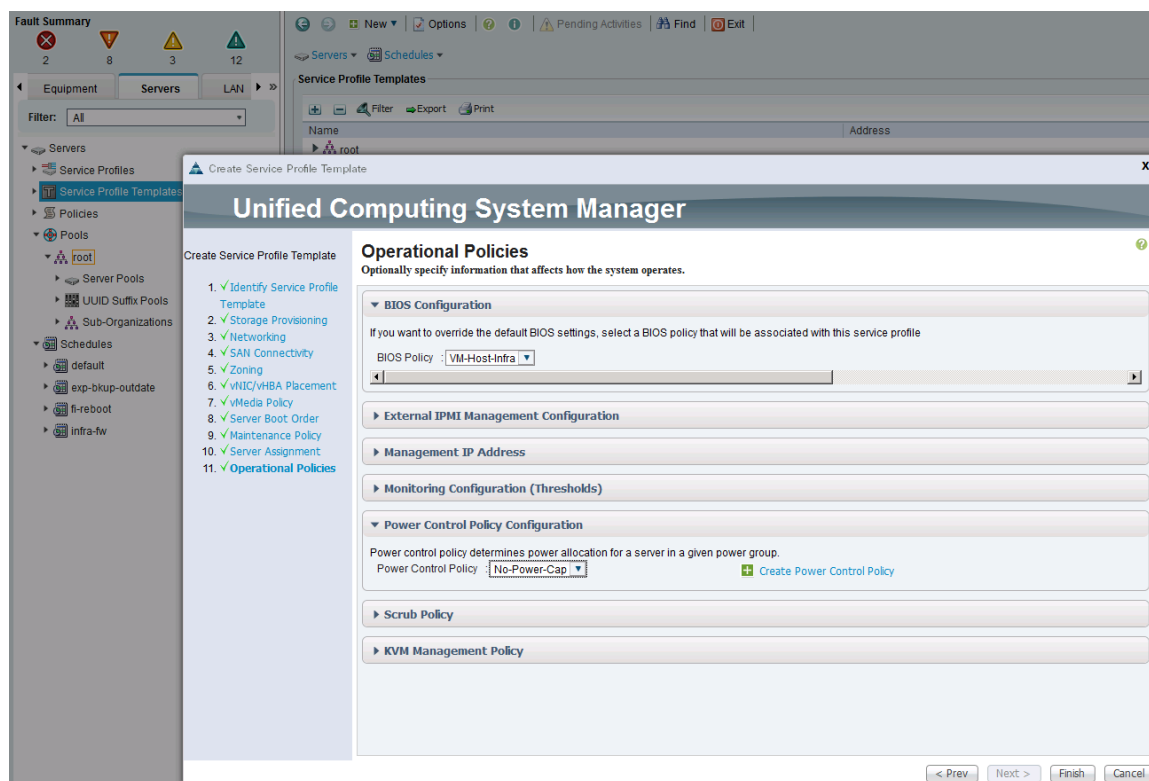 Fault Summary
2 8 3 12
New Options Pending Activities Find Exit
Servers Schedules
Equipment Servers LAN
Filter: All
Service Profile Templates
Filter Export Print
Name Address
root
Servers
Service Profiles
Service Profile Templates
Policies
Pools
root
Server Pools
UUID Suffix Pools
Sub-Organizations
Schedules
default
exp-bkup-outdate
fi-reboot
infra-fw
Create Service Profile Template X
Unified Computing System Manager
Create Service Profile Template
1. Identify Service Profile
Template
2. Storage Provisioning
3. Networking
4. SAN Connectivity
5. Zoning
6. vNIC/vHBA Placement
7. vMedia Policy
8. Server Boot Order
9. Maintenance Policy
10. Server Assignment
11. Operational Policies
Operational Policies
Optionally specify information that affects how the system operates.
BIOS Configuration
If you want to override the default BIOS settings, select a BIOS policy that will be associated with this service profile
BIOS Policy : VM-Host-Infra
External IPMI Management Configuration
Management IP Address
Monitoring Configuration (Thresholds)
Power Control Policy Configuration
Power control policy determines power allocation for a server in a given power group.
Power Control Policy : No-Power-Cap Create Power Control Policy
Scrub Policy
KVM Management Policy
< Prev Next > Finish Cancel